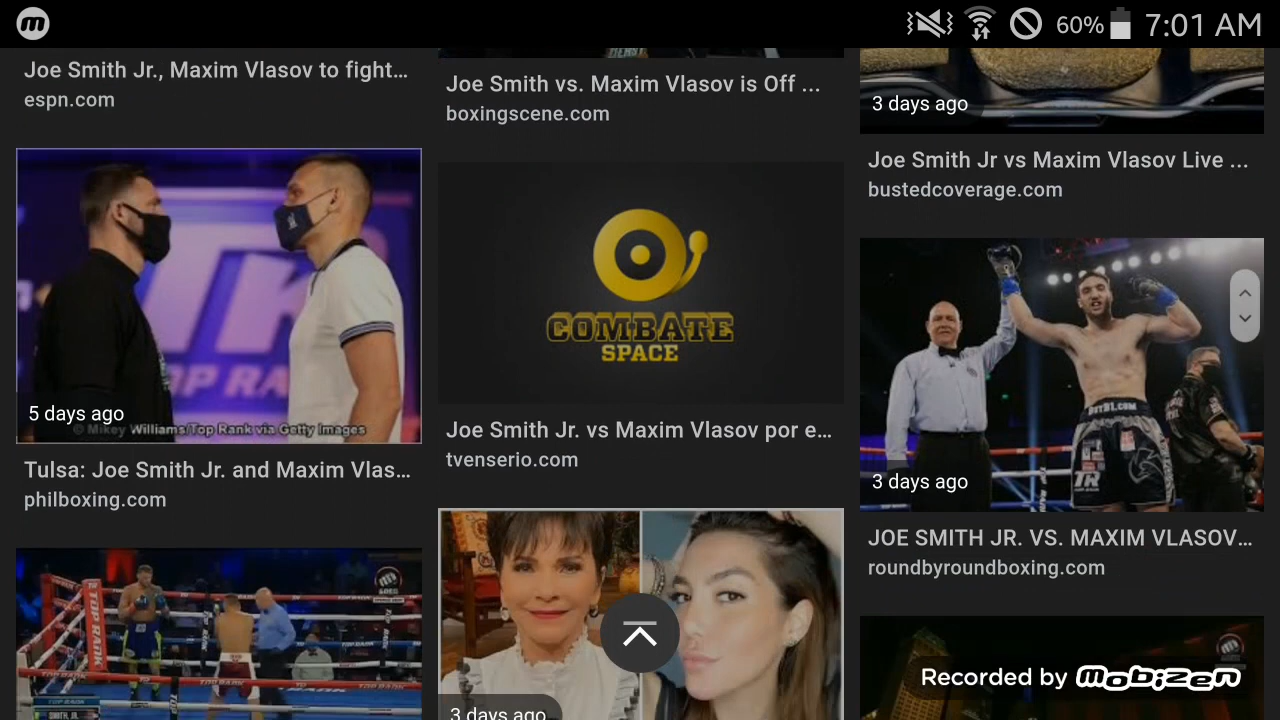 60% 7:01 AM
Joe Smith Jr., Maxim Vlasov to fight...
espn.com
5 days ago
© Mikey Williams/Top Rank via Getty Images
Tulsa: Joe Smith Jr. and Maxim Vlas...
philboxing.com
TOP RANK
SMITH, JR.
Joe Smith vs. Maxim Vlasov is Off ...
boxingscene.com
COMBATE
SPACE
Joe Smith Jr. vs Maxim Vlasov por e...
tvenserio.com
3 days ago
3 days ago
Joe Smith Jr vs Maxim Vlasov Live ...
bustedcoverage.com
TR
3 days ago
JOE SMITH JR. VS. MAXIM VLASOV...
roundbyroundboxing.com
Recorded by mobizen